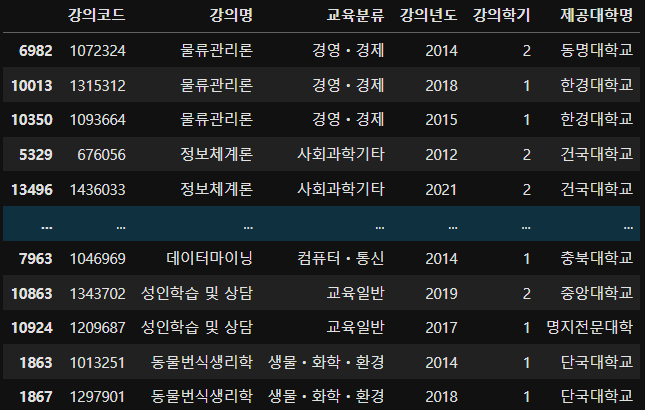 강의코드 강의명 교육분류 강의년도 강의학기 제공대학명
6982 1072324 물류관리론 경영・경제 2014 2 동명대학교
10013 1315312 물류관리론 경영・경제 2018 1 한경대학교
10350 1093664 물류관리론 경영・경제 2015 1 한경대학교
5329 676056 정보체계론 사회과학기타 2012 2 건국대학교
13496 1436033 정보체계론 사회과학기타 2021 2 건국대학교
... ... ... ... ... ... ...
7963 1046969 데이터마이닝 컴퓨터・통신 2014 1 충북대학교
10863 1343702 성인학습 및 상담 교육일반 2019 2 중앙대학교
10924 1209687 성인학습 및 상담 교육일반 2017 1 명지전문대학
1863 1013251 동물번식생리학 생물・화학・환경 2014 1 단국대학교
1867 1297901 동물번식생리학 생물・화학・환경 2018 1 단국대학교